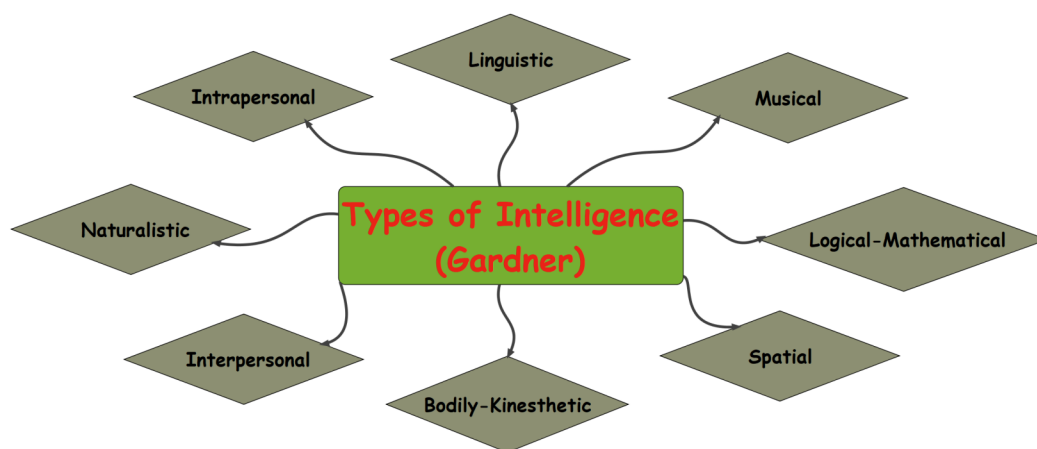 Linguistic
Intrapersonal
Musical
Types of Intelligence
(Gardner)
Naturalistic
Logical-Mathematical
Interpersonal
Spatial
Bodily-Kinesthetic